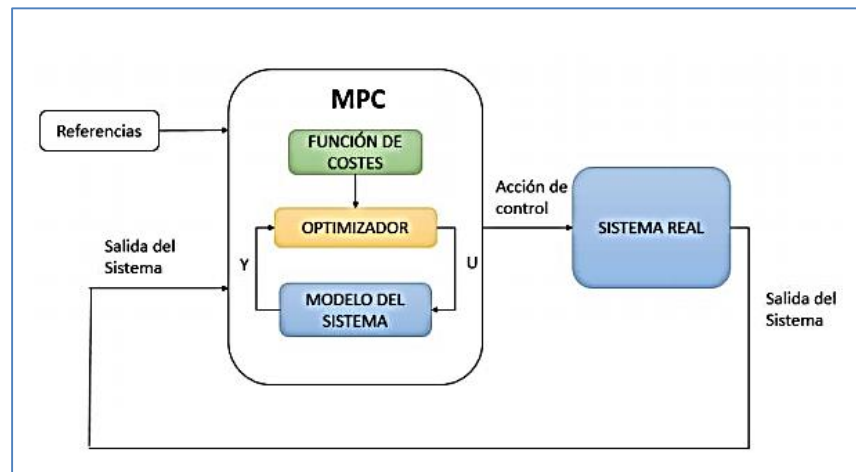 MPC
Referencias
FUNCIÓN DE
COSTES
Acción de
control
OPTIMIZADOR
SISTEMA REAL
Salida del
Sistema
Y
U
MODELO DEL
SISTEMA
Salida del
Sistema